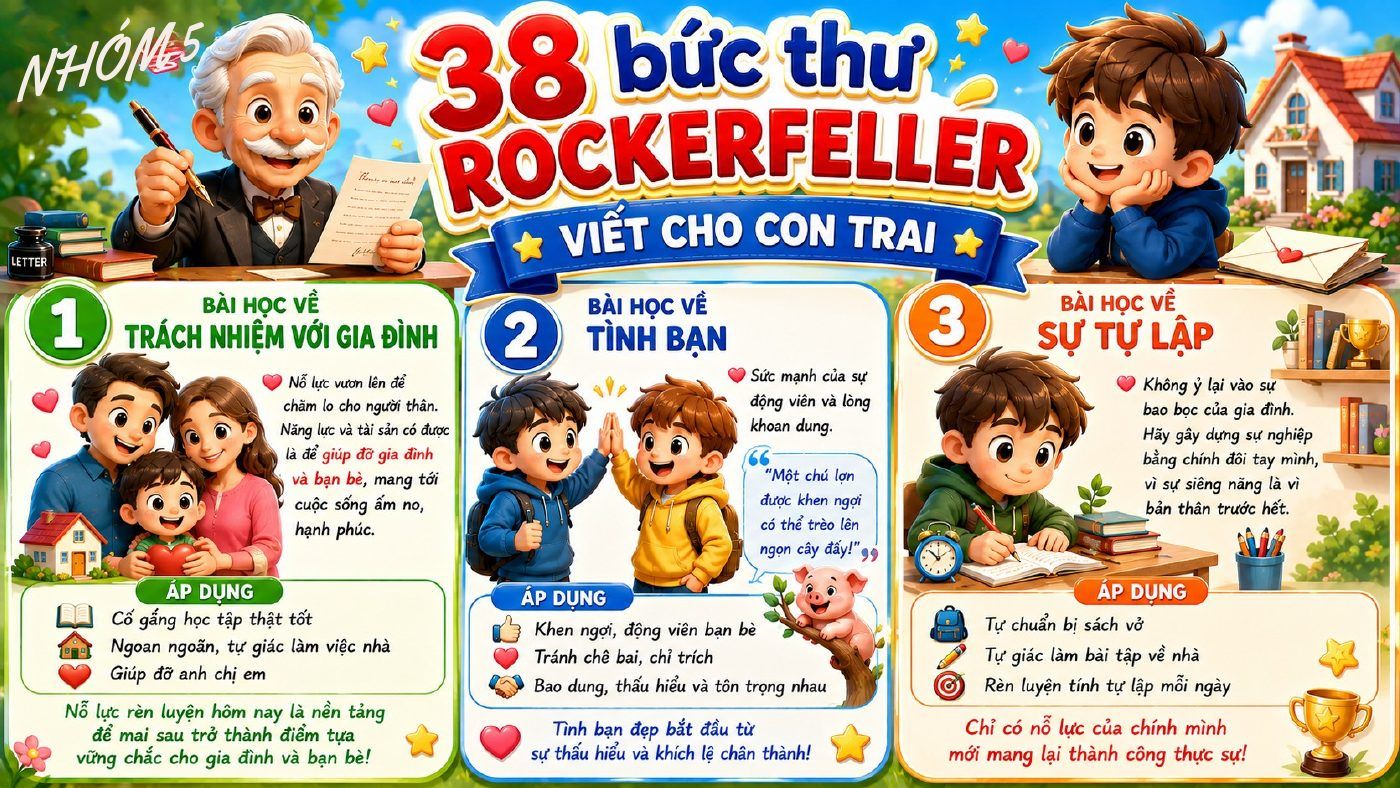 NHÓM 5
38 bức thư
ROCKERFELLER
VIẾT CHO CON TRAI
LETTER
1
BÀI HỌC VỀ
TRÁCH NHIỆM VỚI GIA ĐÌNH
Nỗ lực vươn lên để
chăm lo cho người thân.
Năng lực và tài sản có được
là để giúp đỡ gia đình
và bạn bè, mang tới
cuộc sống ấm no,
hạnh phúc.
ÁP DỤNG
Cố gắng học tập thật tốt
Ngoan ngoãn, tự giác làm việc nhà
Giúp đỡ anh chị em
Nỗ lực rèn luyện hôm nay là nền tảng
để mai sau trở thành điểm tựa
vững chắc cho gia đình và bạn bè!
2
BÀI HỌC VỀ
TÌNH BẠN
Sức mạnh của sự
động viên và lòng
khoan dung.
"Một chú lợn
được khen ngợi
có thể trèo lên
ngọn cây đấy!"
ÁP DỤNG
Khen ngợi, động viên bạn bè
Tránh chê bai, chỉ trích
Bao dung, thấu hiểu và tôn trọng nhau
Tình bạn đẹp bắt đầu từ
sự thấu hiểu và khích lệ chân thành!
3
BÀI HỌC VỀ
SỰ TỰ LẬP
Không ỷ lại vào sự
bao bọc của gia đình.
Hãy gây dựng sự nghiệp
bằng chính đôi tay mình,
vì sự siêng năng là vì
bản thân trước hết.
ÁP DỤNG
Tự chuẩn bị sách vở
Tự giác làm bài tập về nhà
Rèn luyện tính tự lập mỗi ngày
Chỉ có nỗ lực của chính mình
mới mang lại thành công thực sự!